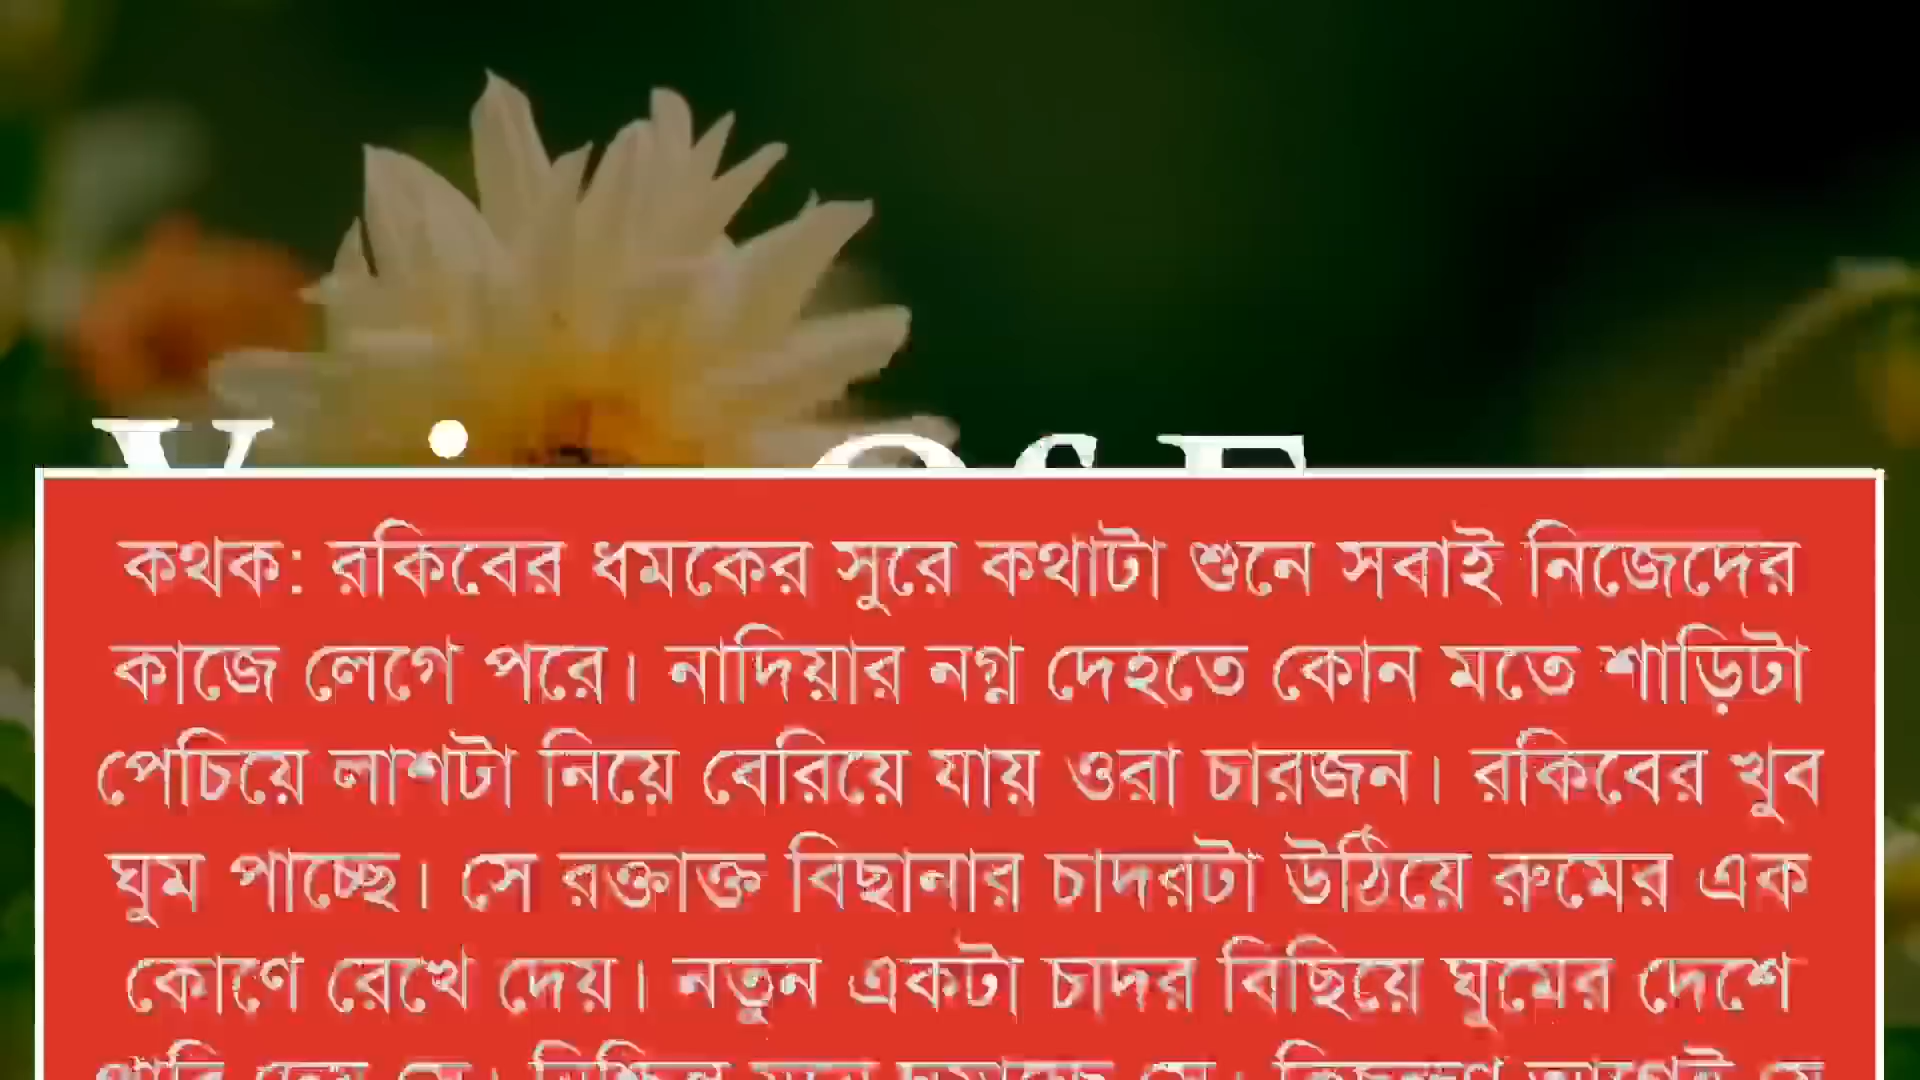 কথক: রকিবের ধমকের সুরে কথাটা শুনে সবাই নিজেদের
কাজে লেগে পরে। নাদিয়ার নগ্ন দেহতে কোন মতে শাড়িটা
পেচিয়ে লাশটা নিয়ে বেরিয়ে যায় ওরা চারজন। রকিবের খুব
ঘুম পাচ্ছে। সে রক্তাক্ত বিছানার চাদরটা উঠিয়ে রুমের এক
কোণে রেখে দেয়। নতুন একটা চাদর বিছিয়ে ঘুমের দেশে